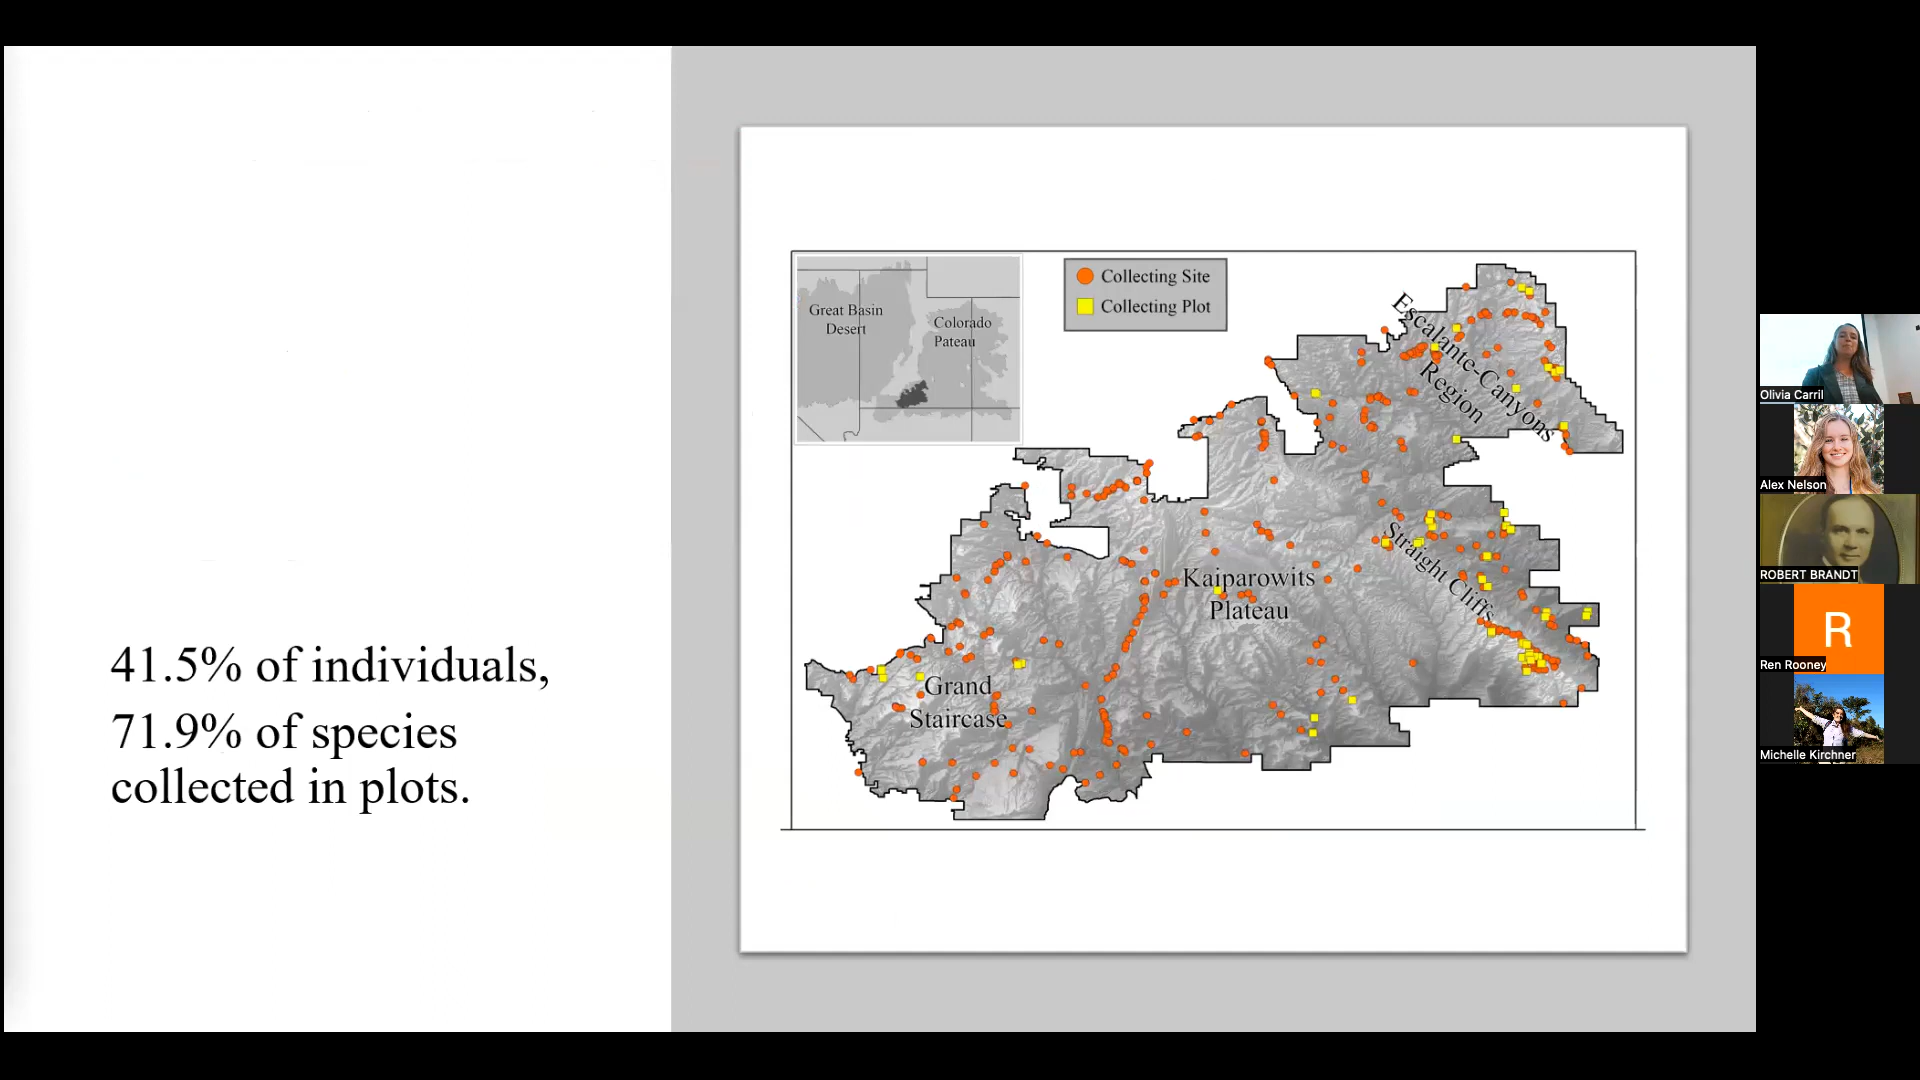 41.5% of individuals,
71.9% of species
collected in plots.
Great Basin
Desert
Colorado
Pateau
Collecting Site
Collecting Plot
Escalante-Canyons
Region
Straight Cliffs
Kaiparowits
Plateau
Grand
Staircase
Olivia Carril
Alex Nelson
ROBERT BRANDT
R
Ren Rooney
Michelle Kirchner